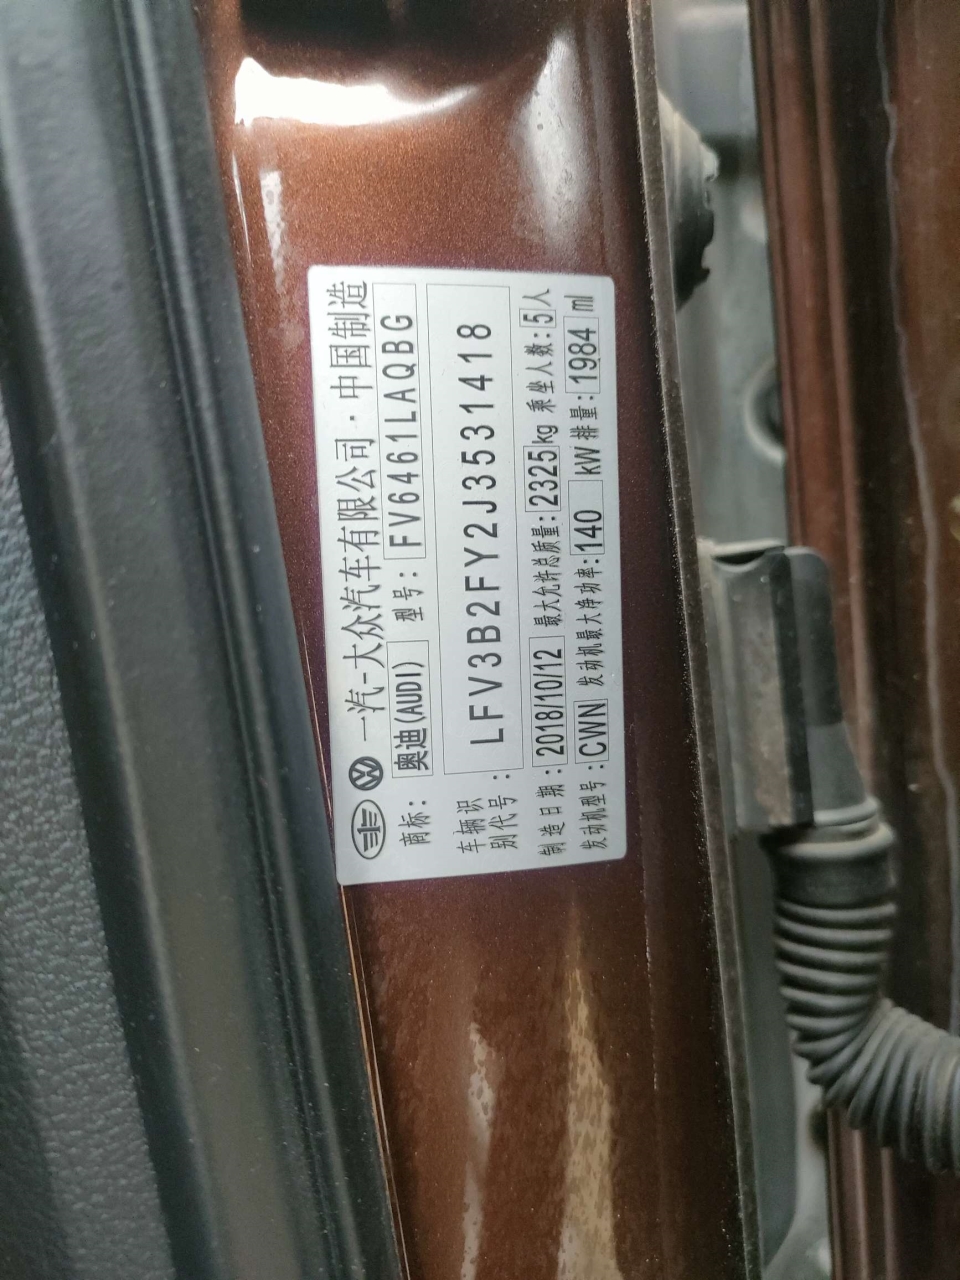 一汽-大众汽车有限公司·中国制造
商标: 奥迪(AUDI) 型号: FV6461LAQBG
车辆识别代号: LFV3B2FY2J3531418
制造日期: 2018/10/12 最大允许总质量: 2325 kg 乘坐人数: 5 人
发动机型号: CWN 发动机最大净功率: 140 kW 排量: 1984 ml